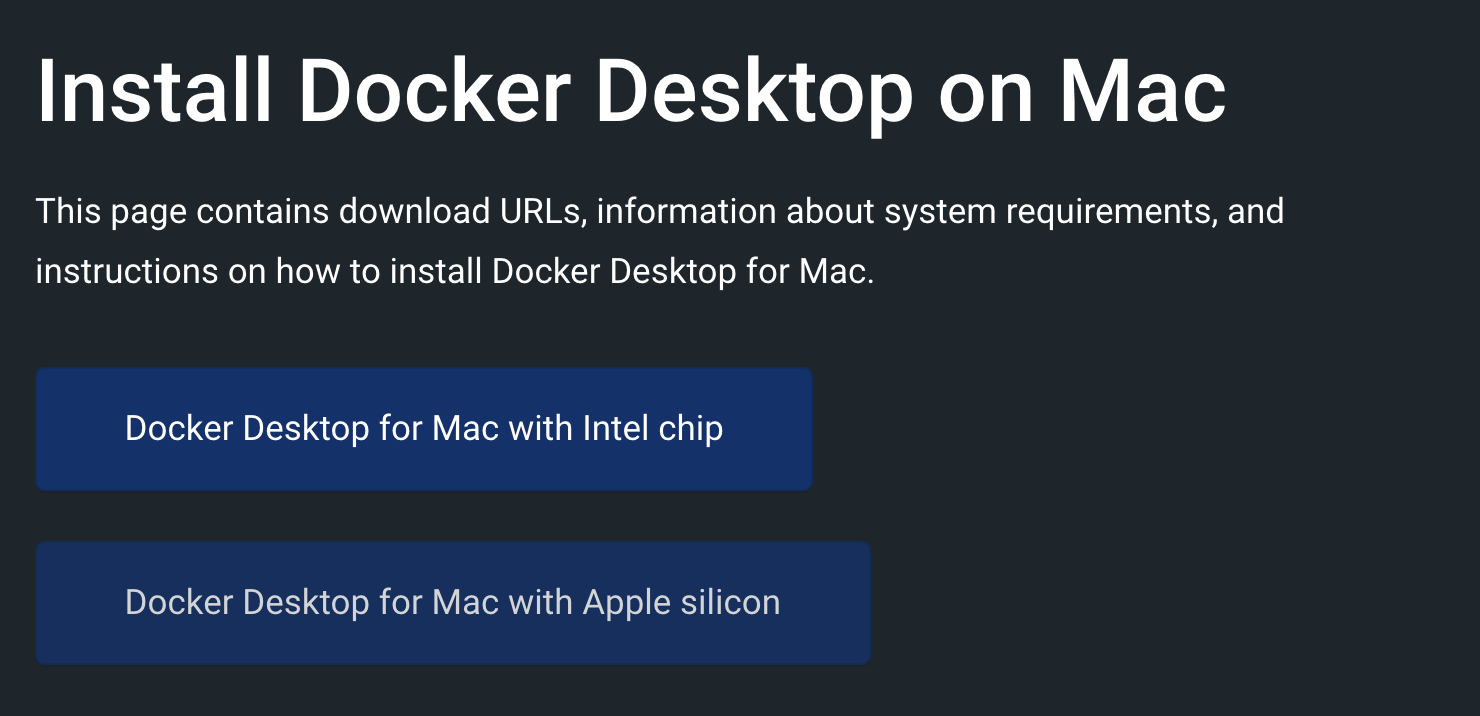 Install Docker Desktop on Mac
This page contains download URLs, information about system requirements, and
instructions on how to install Docker Desktop for Mac.
Docker Desktop for Mac with Intel chip
Docker Desktop for Mac with Apple silicon